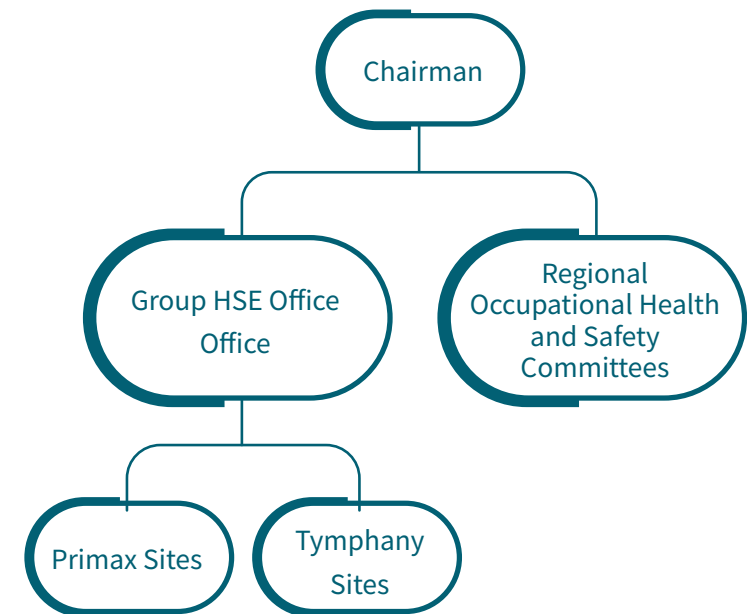 Chairman
Group HSE Office
Office
Regional
Occupational Health
and Safety
Committees
Primax Sites
Tymphany
Sites